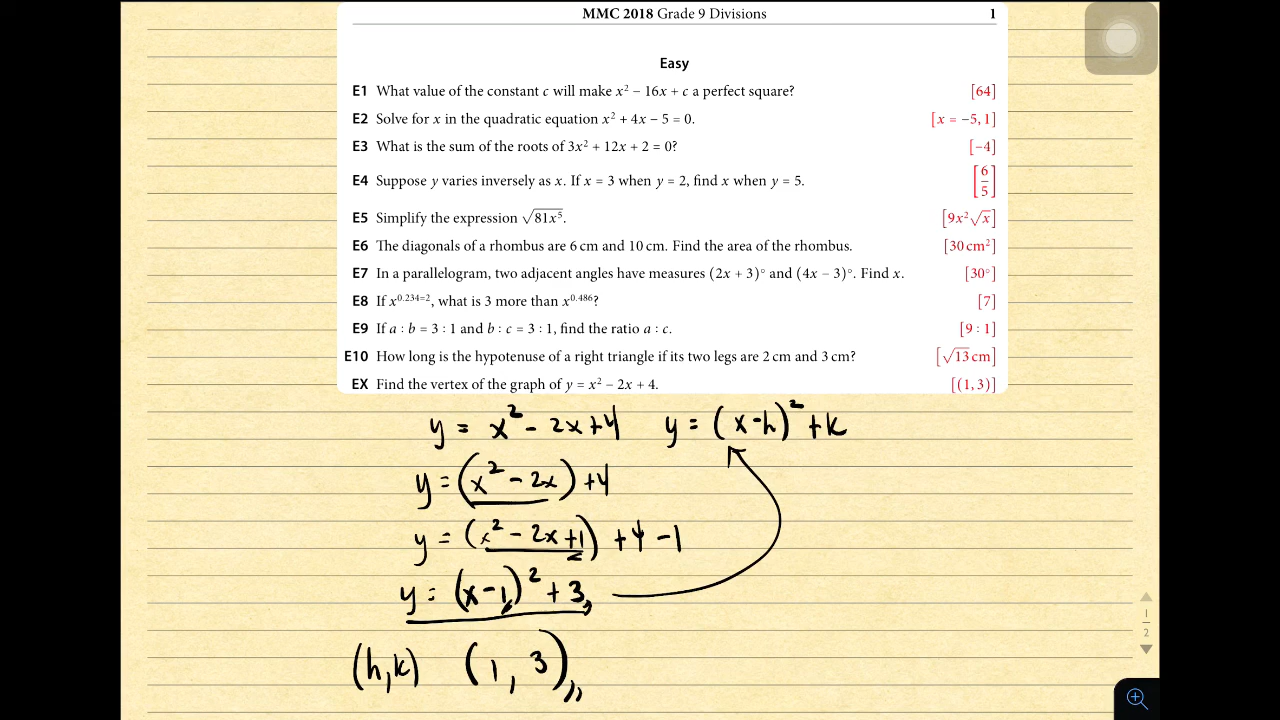 MMC 2018 Grade 9 Divisions 1
Easy
E1 What value of the constant c will make x² − 16x + c a perfect square? [64]
E2 Solve for x in the quadratic equation x² + 4x − 5 = 0. [x = −5, 1]
E3 What is the sum of the roots of 3x² + 12x + 2 = 0? [−4]
E4 Suppose y varies inversely as x. If x = 3 when y = 2, find x when y = 5. [6/5]
E5 Simplify the expression √81x⁵. [9x²√x]
E6 The diagonals of a rhombus are 6 cm and 10 cm. Find the area of the rhombus. [30 cm²]
E7 In a parallelogram, two adjacent angles have measures (2x + 3)° and (4x − 3)°. Find x. [30°]
E8 If x^0.234=2, what is 3 more than x^0.486? [7]
E9 If a : b = 3 : 1 and b : c = 3 : 1, find the ratio a : c. [9 : 1]
E10 How long is the hypotenuse of a right triangle if its two legs are 2 cm and 3 cm? [√13 cm]
EX Find the vertex of the graph of y = x² − 2x + 4. [(1, 3)]
y = x² − 2x + 4 y = (x − h)² + k
y = (x² − 2x) + 4
y = (x² − 2x + 1) + 4 − 1
y = (x − 1)² + 3
(h, k) (1, 3)
1
2